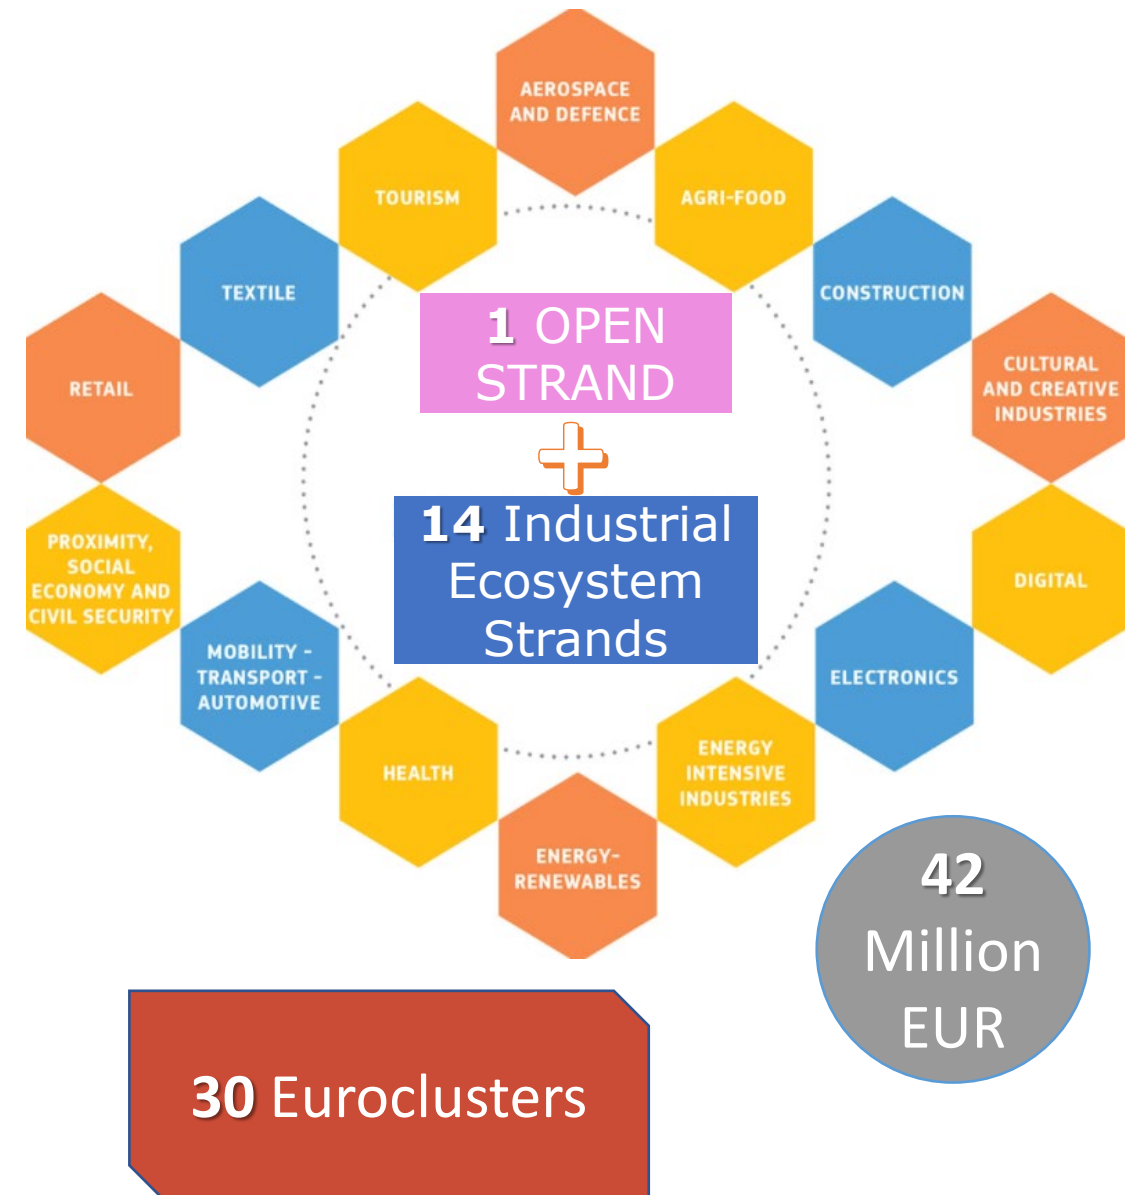 AEROSPACE
AND DEFENCE
TOURISM
AGRI-FOOD
TEXTILE
CONSTRUCTION
1 OPEN
STRAND
RETAIL
CULTURAL
AND CREATIVE
INDUSTRIES
14 Industrial
Ecosystem
Strands
PROXIMITY,
SOCIAL
ECONOMY AND
CIVIL SECURITY
DIGITAL
MOBILITY -
TRANSPORT -
AUTOMOTIVE
ELECTRONICS
HEALTH
ENERGY
INTENSIVE
INDUSTRIES
ENERGY-
RENEWABLES
42
Million
EUR
30 Euroclusters